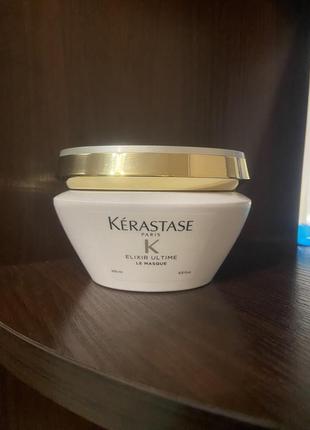 KÉRASTASE
PARIS
K
ELIXIR ULTIME
LE MASQUE